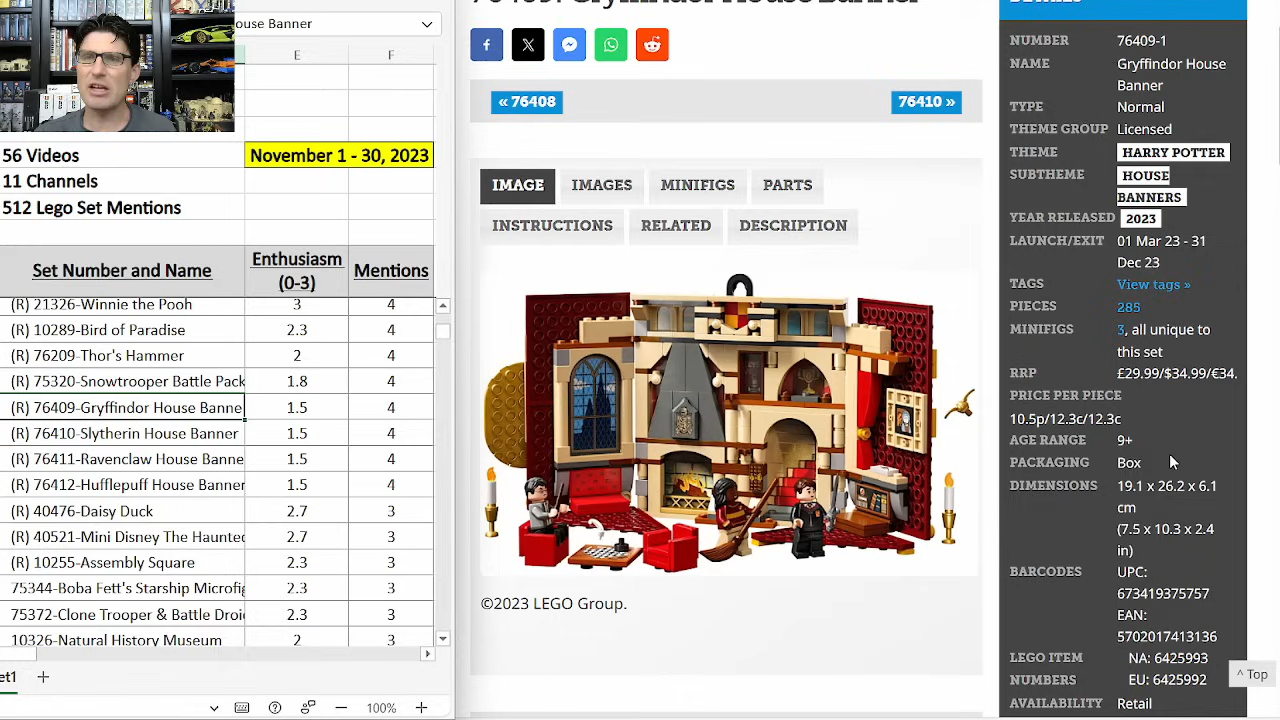 ouse Banner
E
F
56 Videos
November 1 - 30, 2023
11 Channels
512 Lego Set Mentions
Set Number and Name
Enthusiasm
(0-3)
Mentions
(R) 21326-Winnie the Pooh 3 4
(R) 10289-Bird of Paradise 2.3 4
(R) 76209-Thor's Hammer 2 4
(R) 75320-Snowtrooper Battle Pack 1.8 4
(R) 76409-Gryffindor House Banne 1.5 4
(R) 76410-Slytherin House Banner 1.5 4
(R) 76411-Ravenclaw House Banne 1.5 4
(R) 76412-Hufflepuff House Banner 1.5 4
(R) 40476-Daisy Duck 2.7 3
(R) 40521-Mini Disney The Haunted 2.7 3
(R) 10255-Assembly Square 2.3 3
75344-Boba Fett's Starship Microfig 2.3 3
75372-Clone Trooper & Battle Droi 2.3 3
10326-Natural History Museum 2 3
et1
100%
76409: Gryffindor House Banner
« 76408
76410 »
IMAGE
IMAGES
MINIFIGS
PARTS
INSTRUCTIONS
RELATED
DESCRIPTION
©2023 LEGO Group.
DETAILS
NUMBER 76409-1
NAME Gryffindor House
Banner
TYPE Normal
THEME GROUP Licensed
THEME HARRY POTTER
SUBTHEME HOUSE
BANNERS
YEAR RELEASED 2023
LAUNCH/EXIT 01 Mar 23 - 31
Dec 23
TAGS View tags »
PIECES 285
MINIFIGS 3, all unique to
this set
RRP £29.99/$34.99/€34.
PRICE PER PIECE
10.5p/12.3c/12.3c
AGE RANGE 9+
PACKAGING Box
DIMENSIONS 19.1 x 26.2 x 6.1
cm
(7.5 x 10.3 x 2.4
in)
BARCODES UPC:
673419375757
EAN:
5702017413136
LEGO ITEM NA: 6425993
NUMBERS EU: 6425992
AVAILABILITY Retail
^ Top